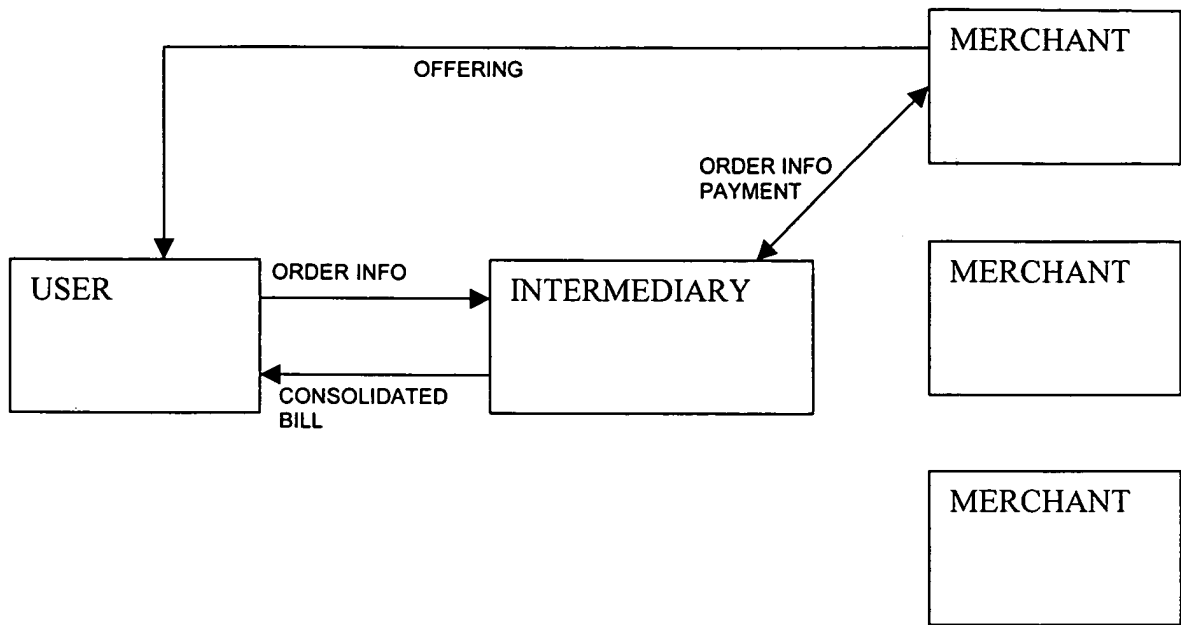 MERCHANT
OFFERING
ORDER INFO
PAYMENT
MERCHANT
USER
ORDER INFO
INTERMEDIARY
CONSOLIDATED
BILL
MERCHANT